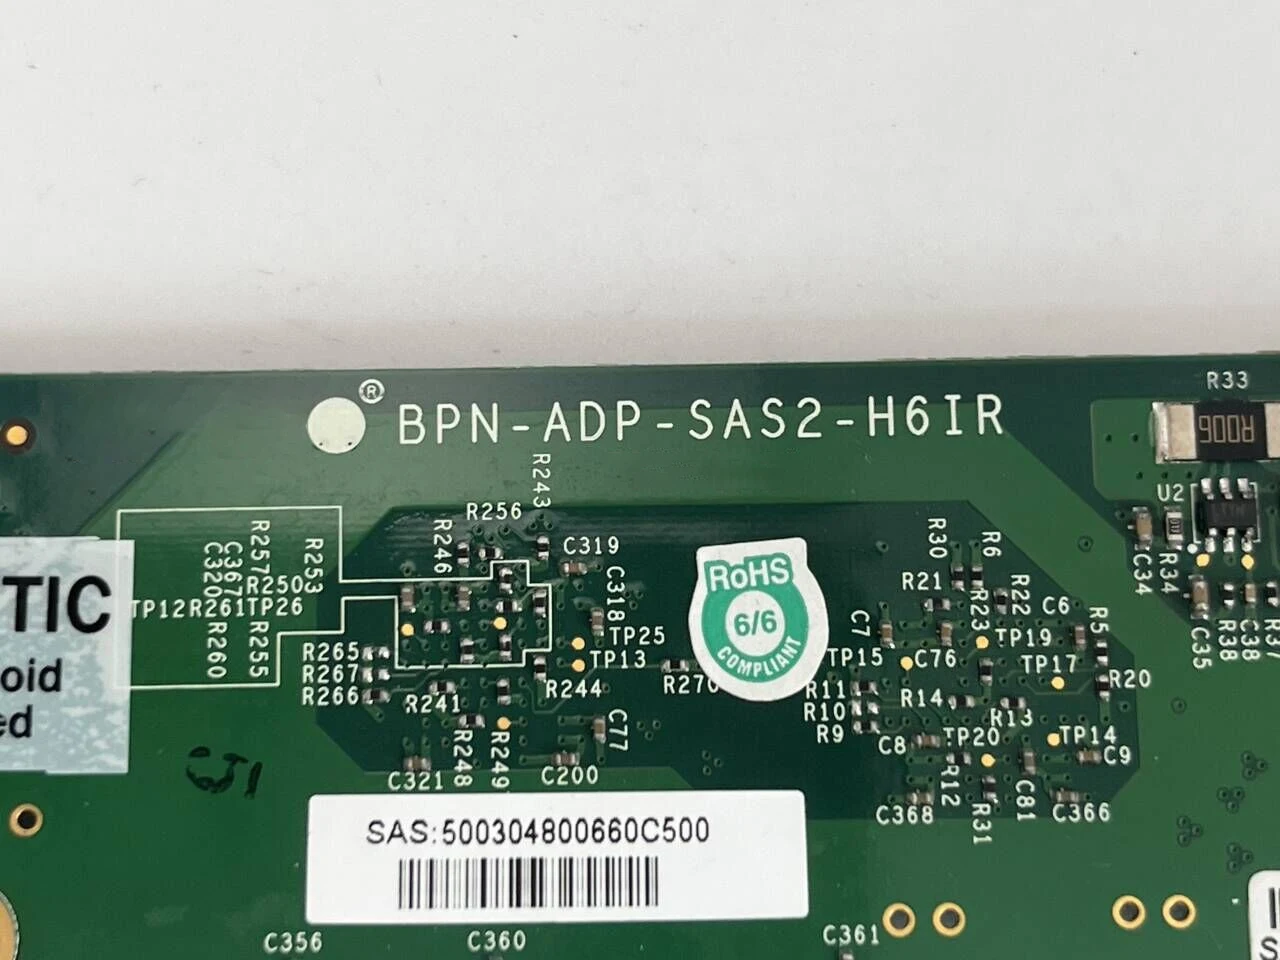 ®
BPN-ADP-SAS2-H6IR
R33
R006
R243
R256
U2
R246
C319
R257
C367
C320
R253
R250
C318
R30
R6
R21
R22
C34
R34
TP12R261TP26
R260
R255
R23
C6
R5
C7
TP25
TP13
TP19
R265
R267
R266
R244
R270
TP15
C76
TP17
R20
R38
C38
R37
C35
R241
R11
R10
R9
R14
R13
R248
R249
C77
C8
TP20
TP14
C9
C321
C200
R12
C81
C368
R31
C366
RoHS
6/6
COMPLIANT
TIC
oid
ed
SAS:500304800660C500
C356
C360
C361